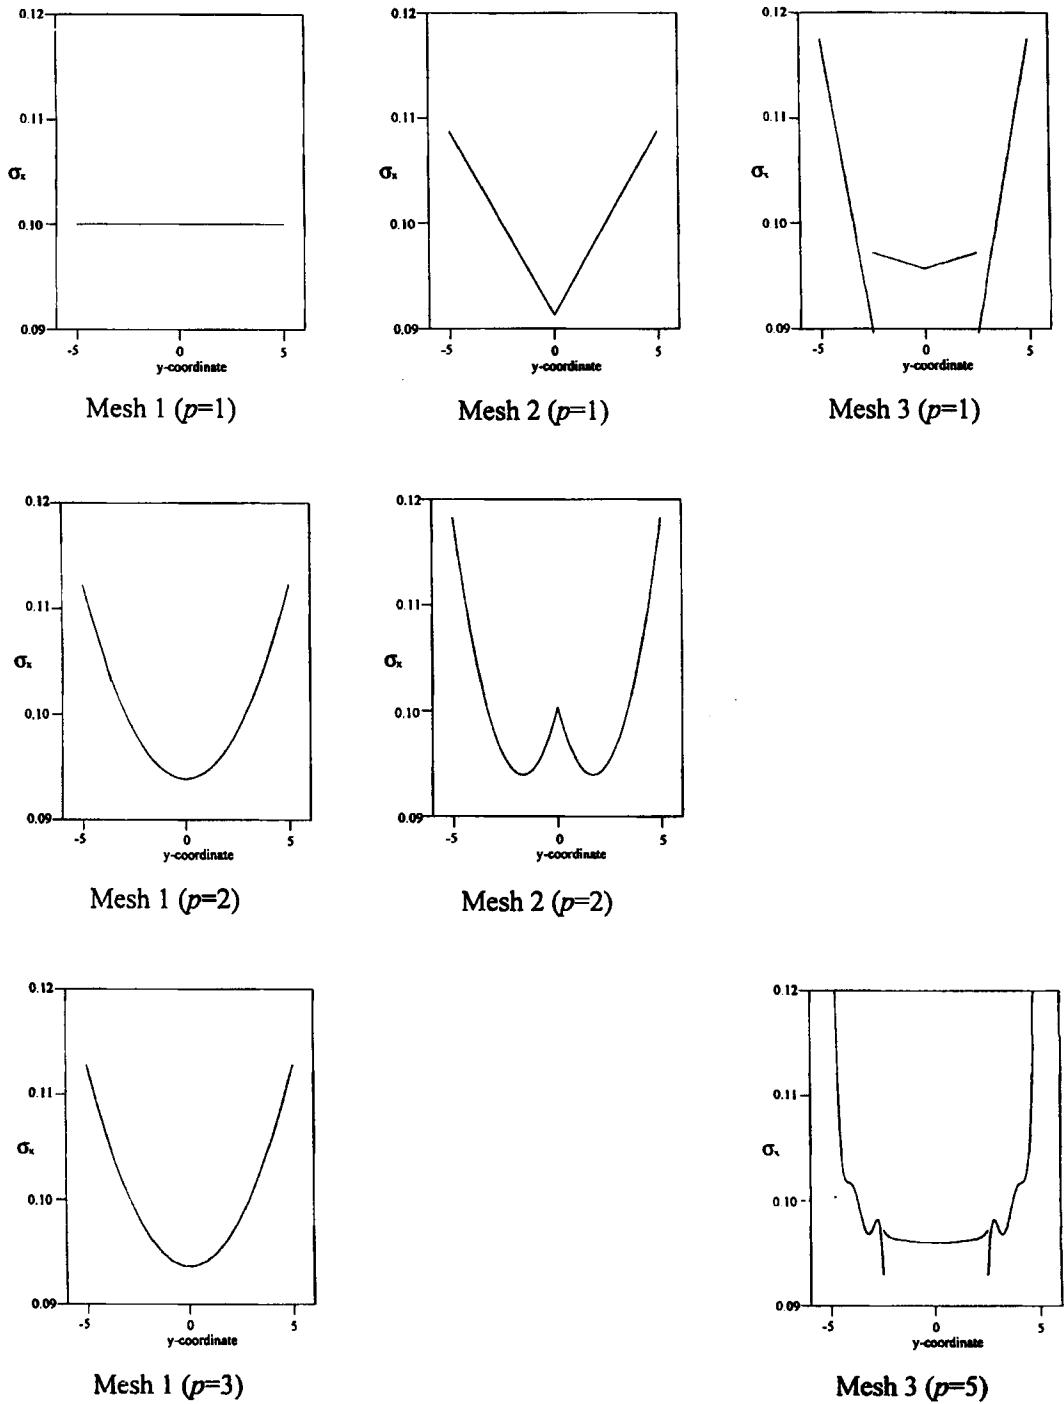 0.12
0.11
σx
0.10
0.09
-5 0 5
y-coordinate
Mesh 1 (p=1)
0.12
0.11
σx
0.10
0.09
-5 0 5
y-coordinate
Mesh 2 (p=1)
0.12
0.11
σx
0.10
0.09
-5 0 5
y-coordinate
Mesh 3 (p=1)
0.12
0.11
σx
0.10
0.09
-5 0 5
y-coordinate
Mesh 1 (p=2)
0.12
0.11
σx
0.10
0.09
-5 0 5
y-coordinate
Mesh 2 (p=2)
0.12
0.11
σx
0.10
0.09
-5 0 5
y-coordinate
Mesh 1 (p=3)
0.12
0.11
σx
0.10
0.09
-5 0 5
y-coordinate
Mesh 3 (p=5)